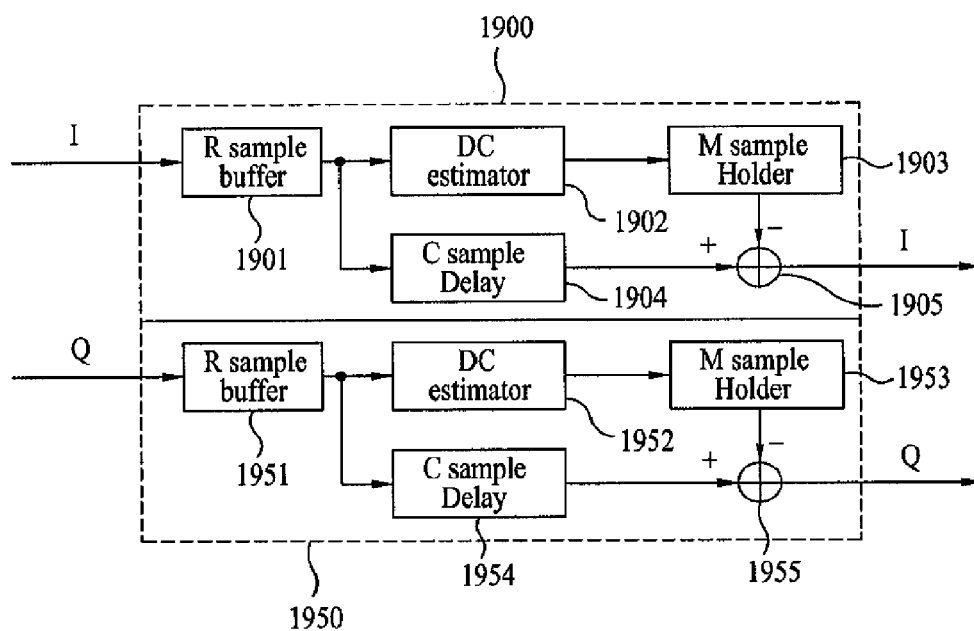 1900
I
R sample
buffer
DC
estimator
M sample
Holder
1903
1901
1902
+
−
I
C sample
Delay
1904
1905
Q
R sample
buffer
DC
estimator
M sample
Holder
1953
1951
1952
+
−
Q
C sample
Delay
1954
1955
1950